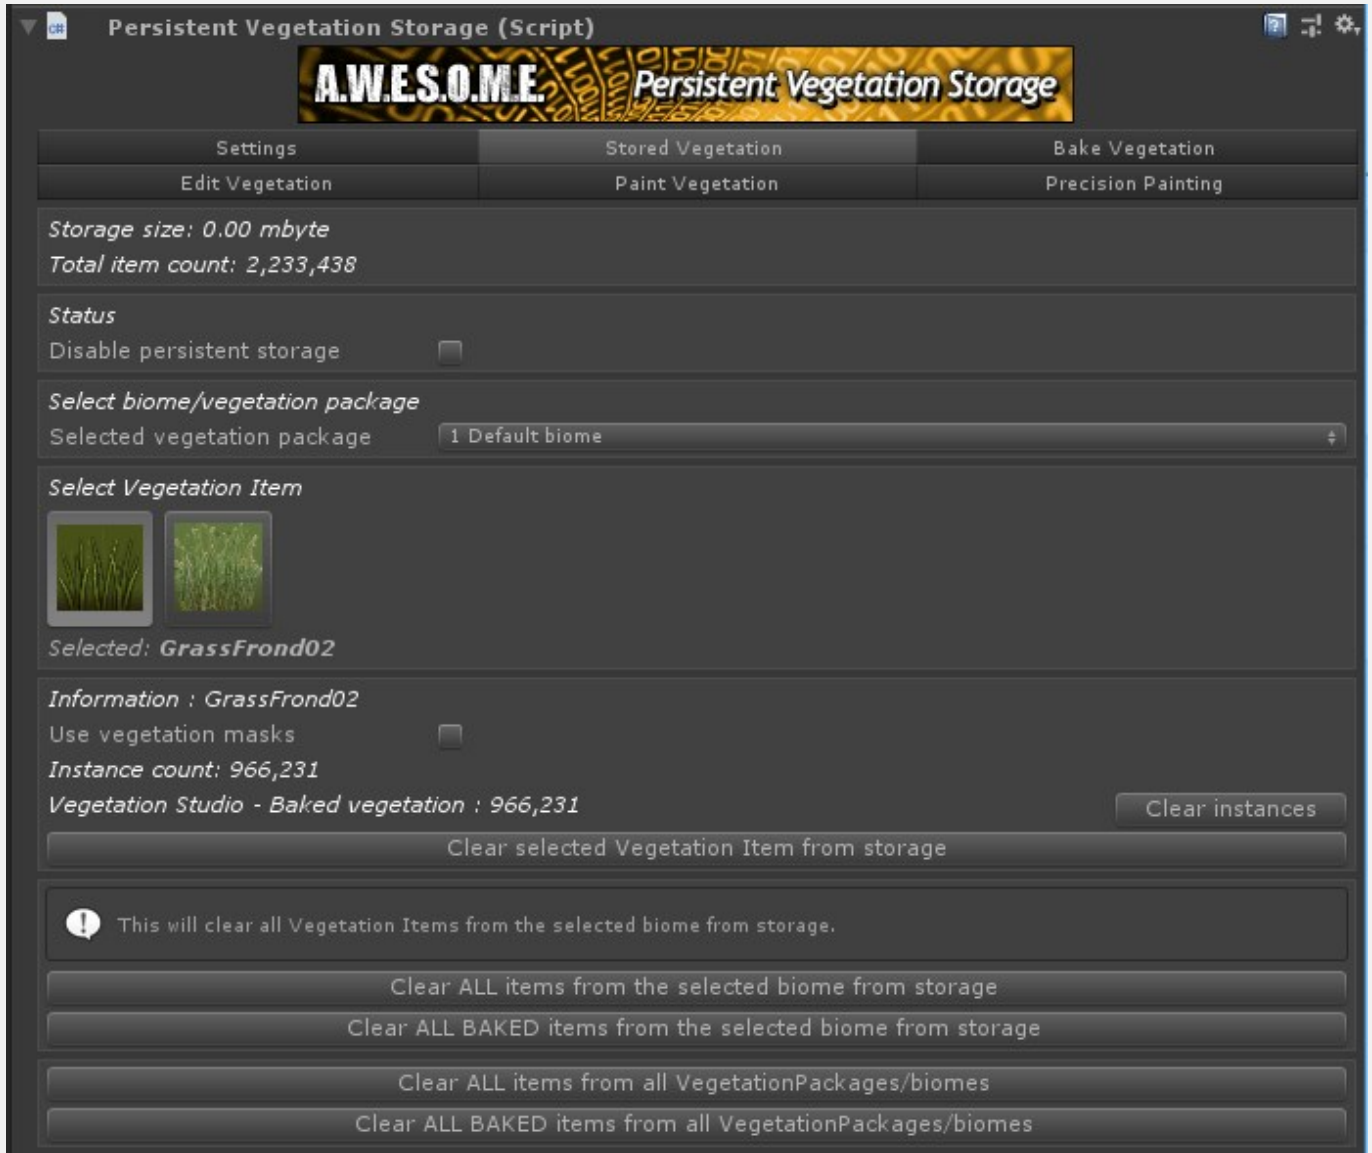 Persistent Vegetation Storage (Script)
A.W.E.S.O.M.E. Persistent Vegetation Storage
Settings Stored Vegetation Bake Vegetation
Edit Vegetation Paint Vegetation Precision Painting
Storage size: 0.00 mbyte
Total item count: 2,233,438
Status
Disable persistent storage
Select biome/vegetation package
Selected vegetation package 1 Default biome
Select Vegetation Item
Selected: GrassFrond02
Information : GrassFrond02
Use vegetation masks
Instance count: 966,231
Vegetation Studio - Baked vegetation : 966,231 Clear instances
Clear selected Vegetation Item from storage
This will clear all Vegetation Items from the selected biome from storage.
Clear ALL items from the selected biome from storage
Clear ALL BAKED items from the selected biome from storage
Clear ALL items from all VegetationPackages/biomes
Clear ALL BAKED items from all VegetationPackages/biomes